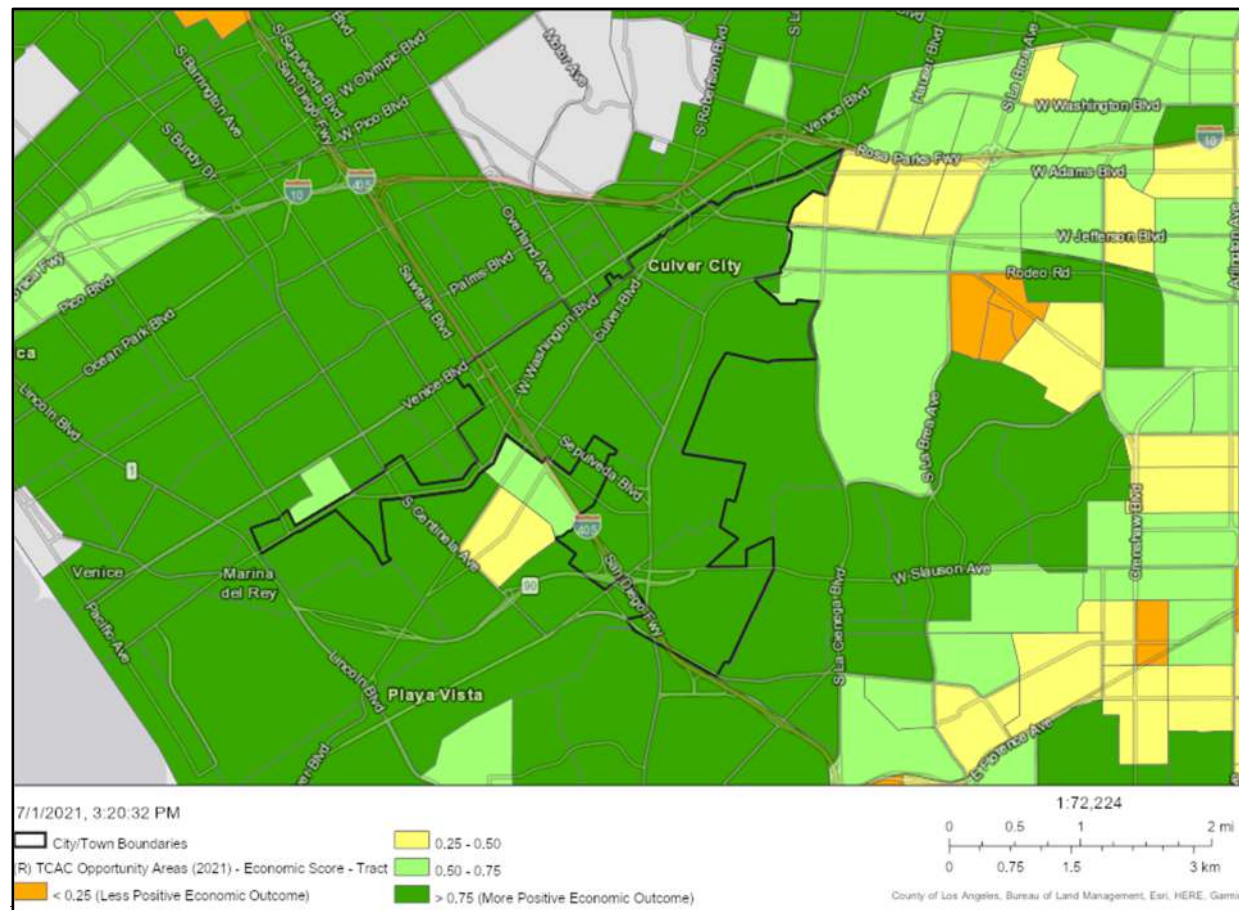 S Sepulveda Blvd
San Diego Fwy
W Olympic Blvd
W Pico Blvd
Motor Ave
S Robertson Blvd
Hauser Blvd
S La Brea Ave
W Washington Blvd
S Barrington Ave
S Bundy Dr
Venice Blvd
Rosa Parks Fwy
10
W Adams Blvd
405
10
Overland Ave
W Jefferson Blvd
Arlington Ave
Pico Blvd
Palms Blvd
Culver City
Rodeo Rd
Sawtelle Blvd
Ocean Park Blvd
W Washington Blvd
Culver Blvd
ca
Lincoln Blvd
Venice Blvd
S La Brea Ave
1
Sepulveda Blvd
S Centinela Ave
405
Crenshaw Blvd
Venice
Marina
del Rey
90
San Diego Fwy
W Slauson Ave
Pacific Ave
S La Cienega Blvd
Lincoln Blvd
Playa Vista
E Florence Ave
7/1/2021, 3:20:32 PM
City/Town Boundaries
(R) TCAC Opportunity Areas (2021) - Economic Score - Tract
< 0.25 (Less Positive Economic Outcome)
0.25 - 0.50
0.50 - 0.75
> 0.75 (More Positive Economic Outcome)
1:72,224
0 0.5 1 2 mi
0 0.75 1.5 3 km
County of Los Angeles, Bureau of Land Management, Esri, HERE, Garmi